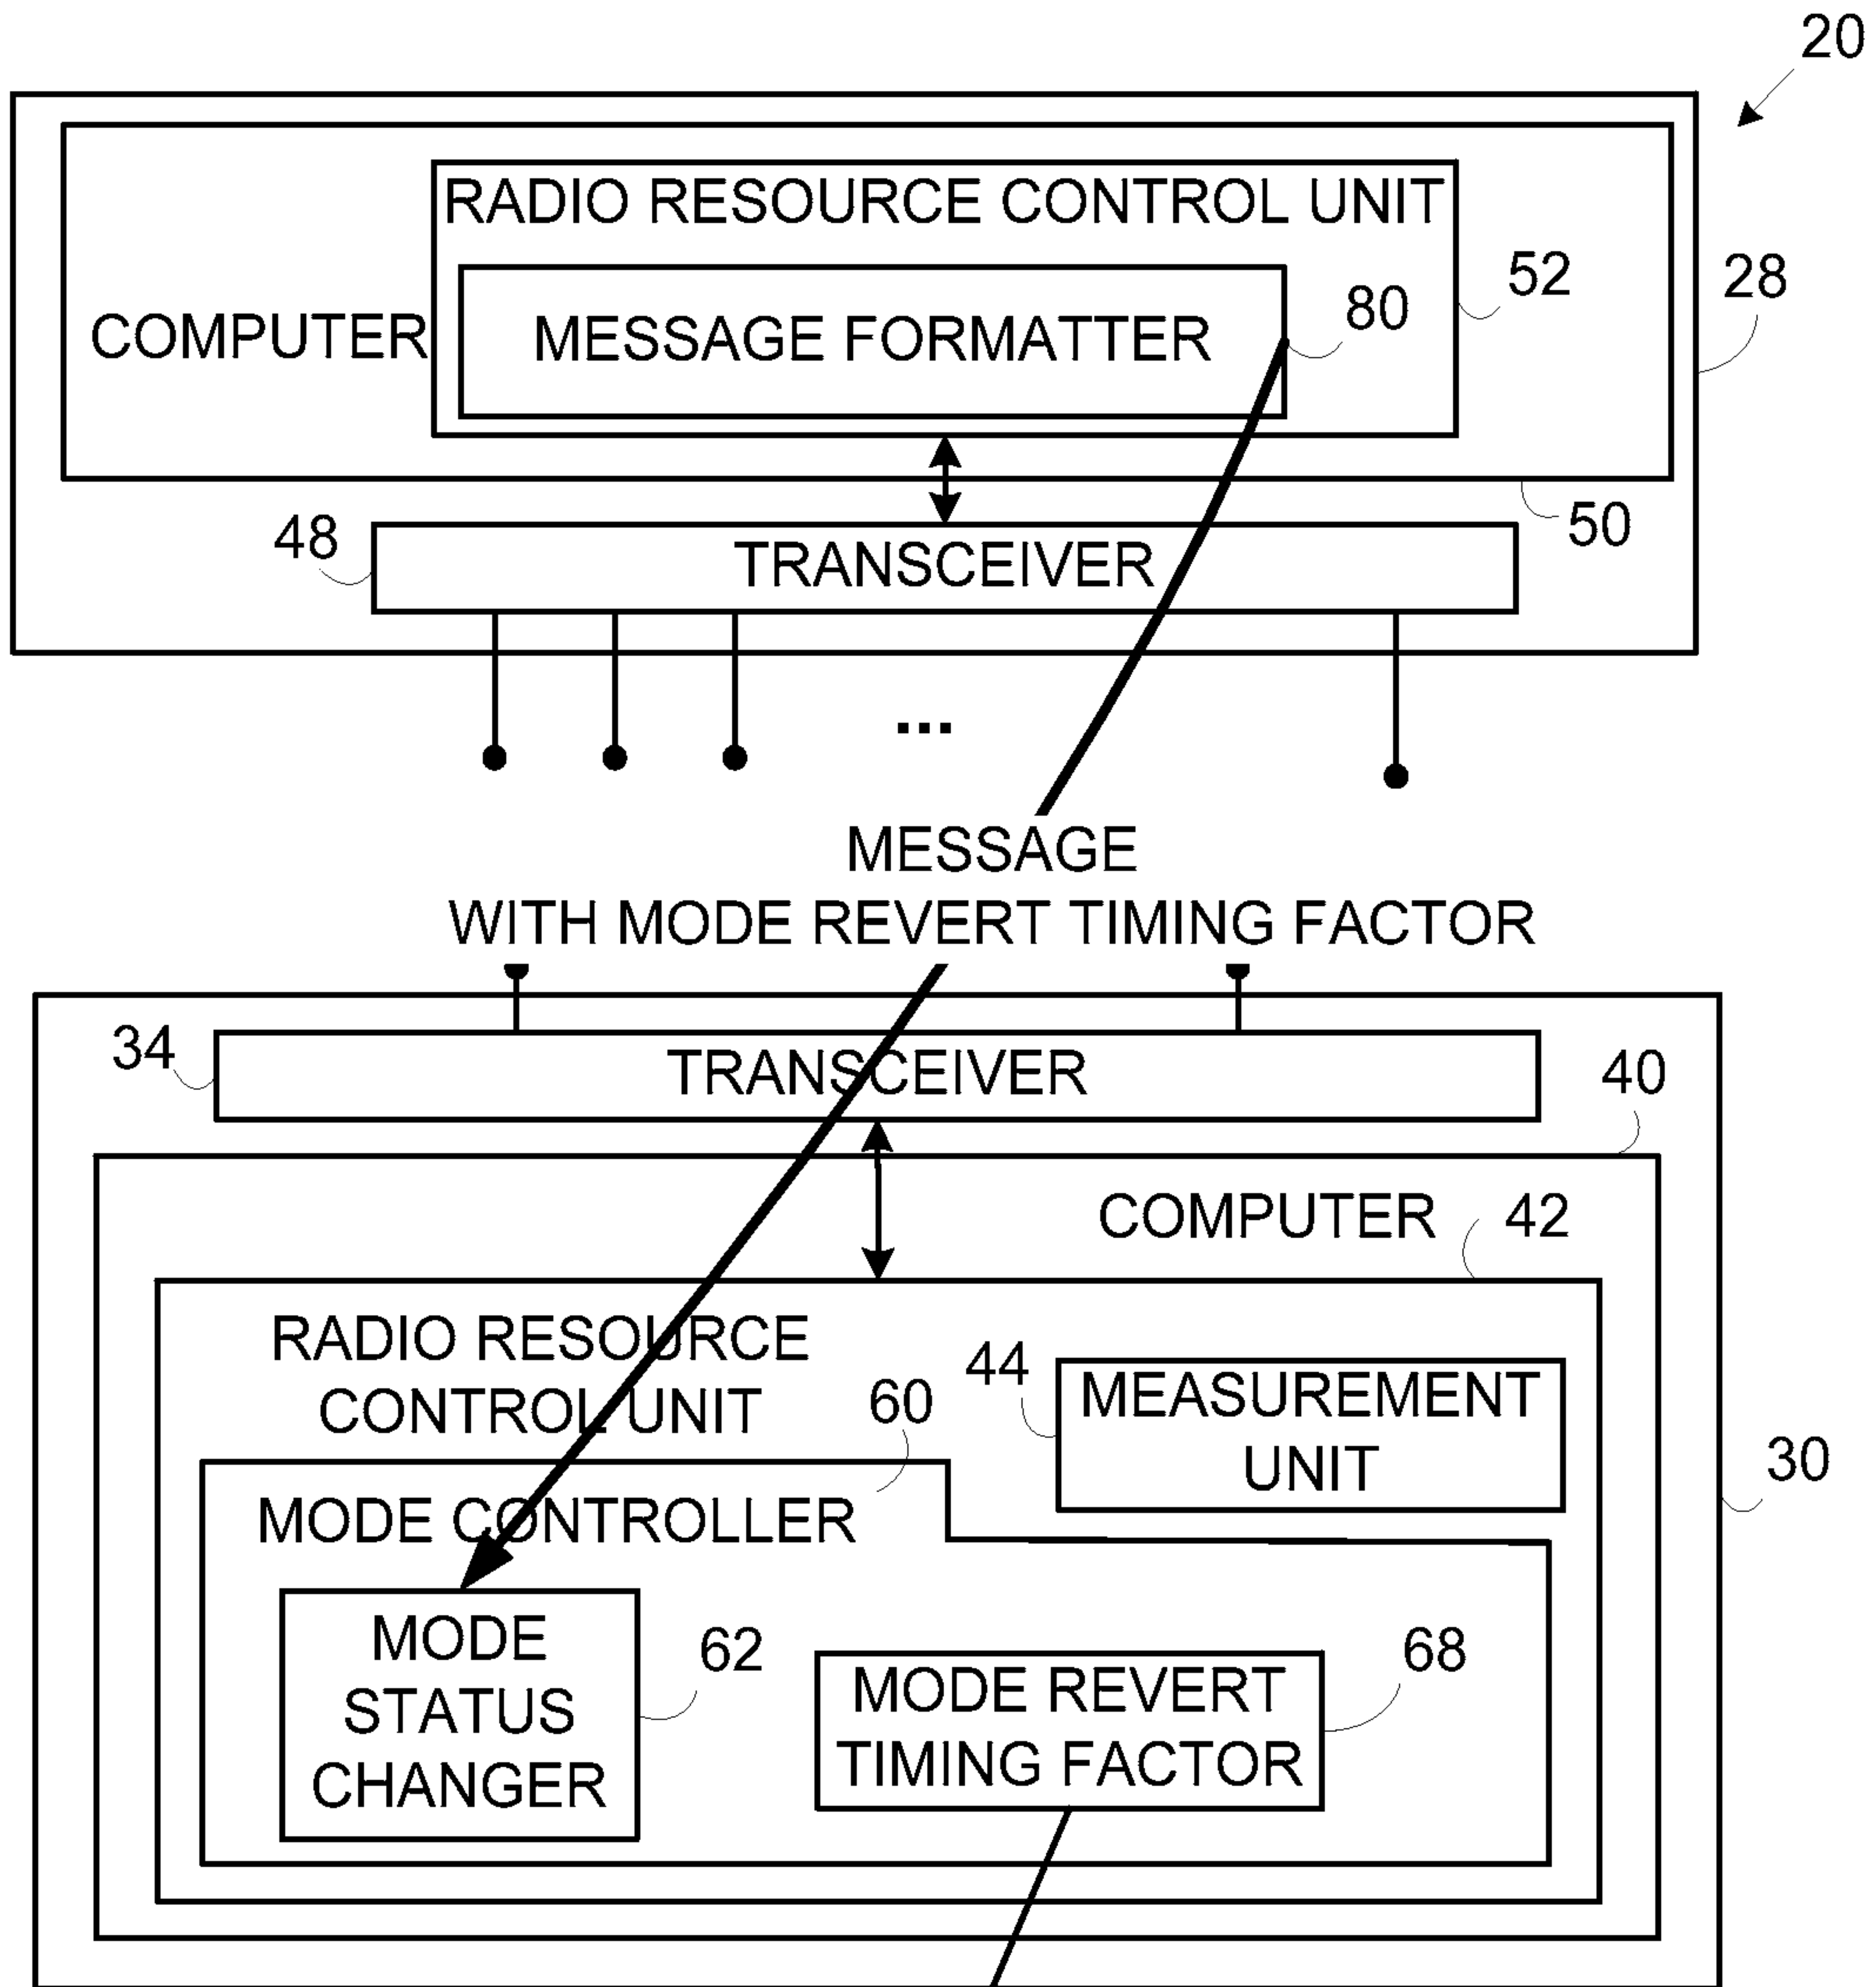 20
RADIO RESOURCE CONTROL UNIT
52
28
COMPUTER
MESSAGE FORMATTER
80
50
48
TRANSCEIVER
...
MESSAGE
WITH MODE REVERT TIMING FACTOR
34
TRANSCEIVER
40
COMPUTER
42
RADIO RESOURCE
CONTROL UNIT
44
MEASUREMENT
UNIT
60
30
MODE CONTROLLER
MODE
STATUS
CHANGER
62
MODE REVERT
TIMING FACTOR
68